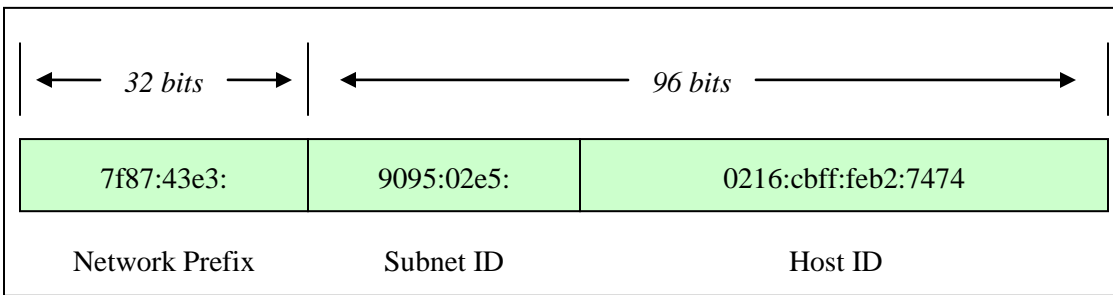 32 bits 96 bits
7f87:43e3: 9095:02e5: 0216:cbff:feb2:7474
Network Prefix Subnet ID Host ID